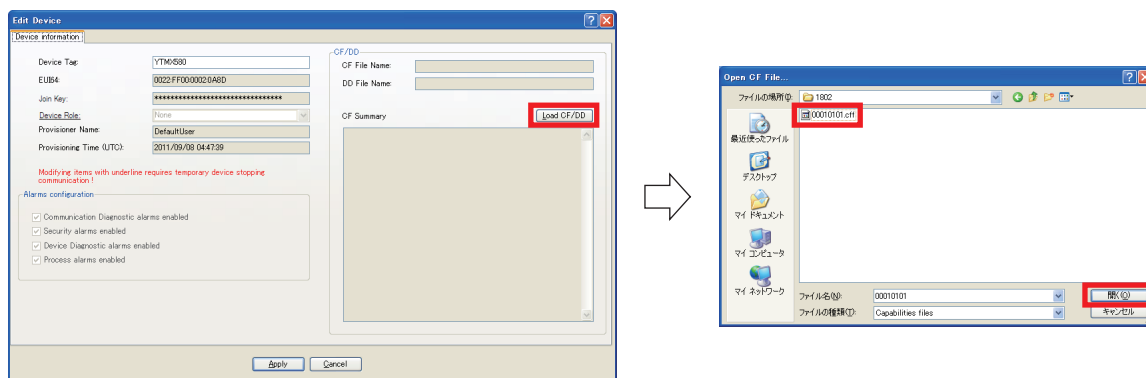 Edit Device
Device information
Device Tag: YTMX580
EUI64: 0022:FF00:0002:0A8D
Join Key: ********************************
Device Role: None
Provisioner Name: DefaultUser
Provisioning Time (UTC): 2011/09/08 04:47:39
Modifying items with underline requires temporary device stopping
communication !
Alarms configuration
Communication Diagnostic alarms enabled
Security alarms enabled
Device Diagnostic alarms enabled
Process alarms enabled
CF/DD
CF File Name:
DD File Name:
CF Summary
Load CF/DD
Apply
Cancel
Open CF File...
ファイルの場所(I):
1802
00010101.cff
最近使ったファイル
デスクトップ
マイ ドキュメント
マイ コンピュータ
マイ ネットワーク
ファイル名(N): 00010101
開く(O)
ファイルの種類(T): Capabilities files
キャンセル